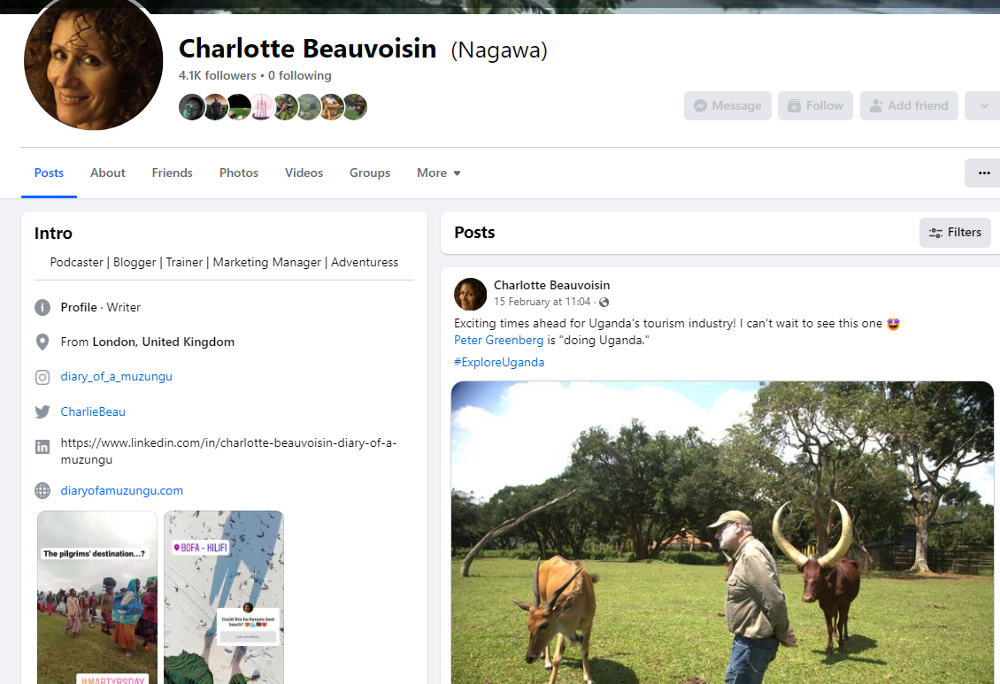 Charlotte Beauvoisin (Nagawa)
4.1K followers • 0 following
Message
Follow
Add friend
Posts
About
Friends
Photos
Videos
Groups
More
Intro
Podcaster | Blogger | Trainer | Marketing Manager | Adventuress
Profile · Writer
From London, United Kingdom
diary_of_a_muzungu
CharlieBeau
https://www.linkedin.com/in/charlotte-beauvoisin-diary-of-a-
muzungu
diaryofamuzungu.com
The pilgrims' destination...?
#MARTYRSDAY
BOFA - KILIFI
Could this be Kenya's best
beach?
Type something...
Posts
Filters
Charlotte Beauvoisin
15 February at 11:04 ·
Exciting times ahead for Uganda's tourism industry! I can't wait to see this one 🤩
Peter Greenberg is "doing Uganda."
#ExploreUganda